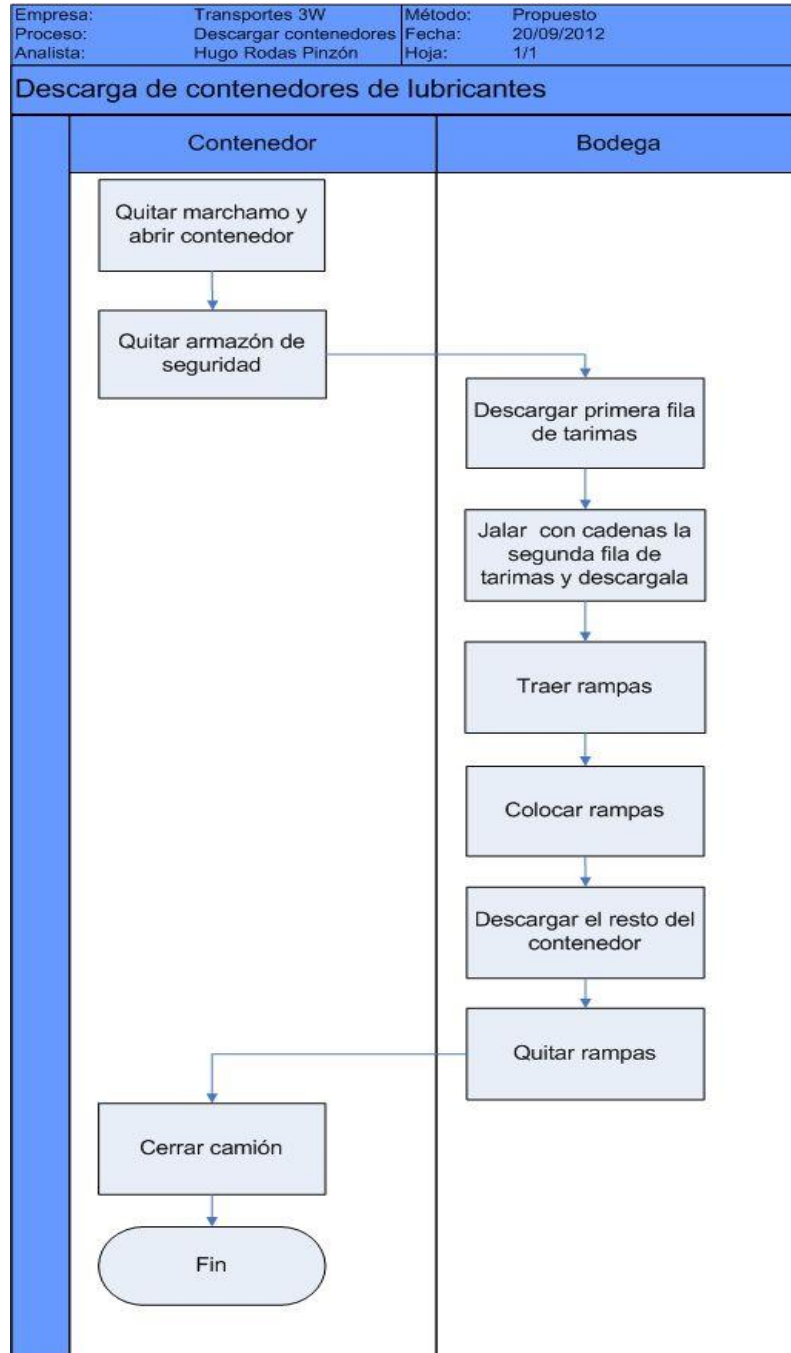 Empresa: Transportes 3W Método: Propuesto
Proceso: Descargar contenedores Fecha: 20/09/2012
Analista: Hugo Rodas Pinzón Hoja: 1/1
Descarga de contenedores de lubricantes
Contenedor Bodega
Quitar marchamo y
abrir contenedor
Quitar armazón de
seguridad
Descargar primera fila
de tarimas
Jalar con cadenas la
segunda fila de
tarimas y descargala
Traer rampas
Colocar rampas
Descargar el resto del
contenedor
Quitar rampas
Cerrar camión
Fin